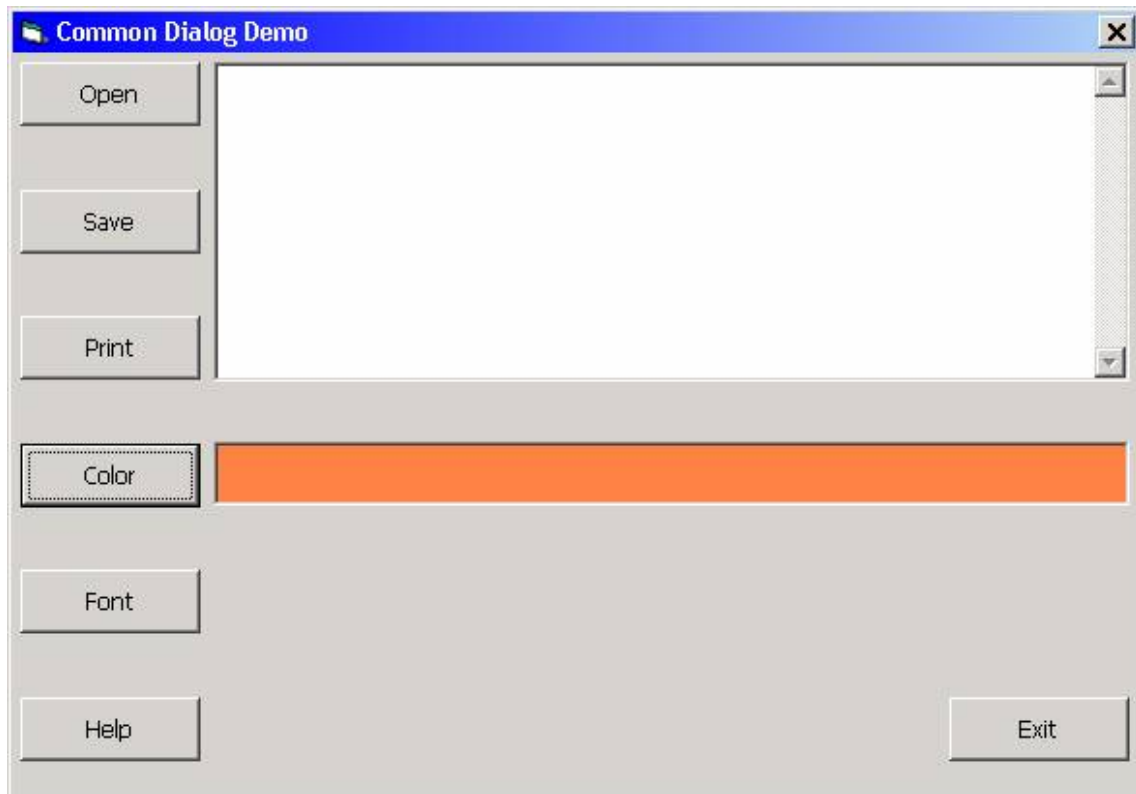 Common Dialog Demo
Open
Save
Print
Color
Font
Help
Exit